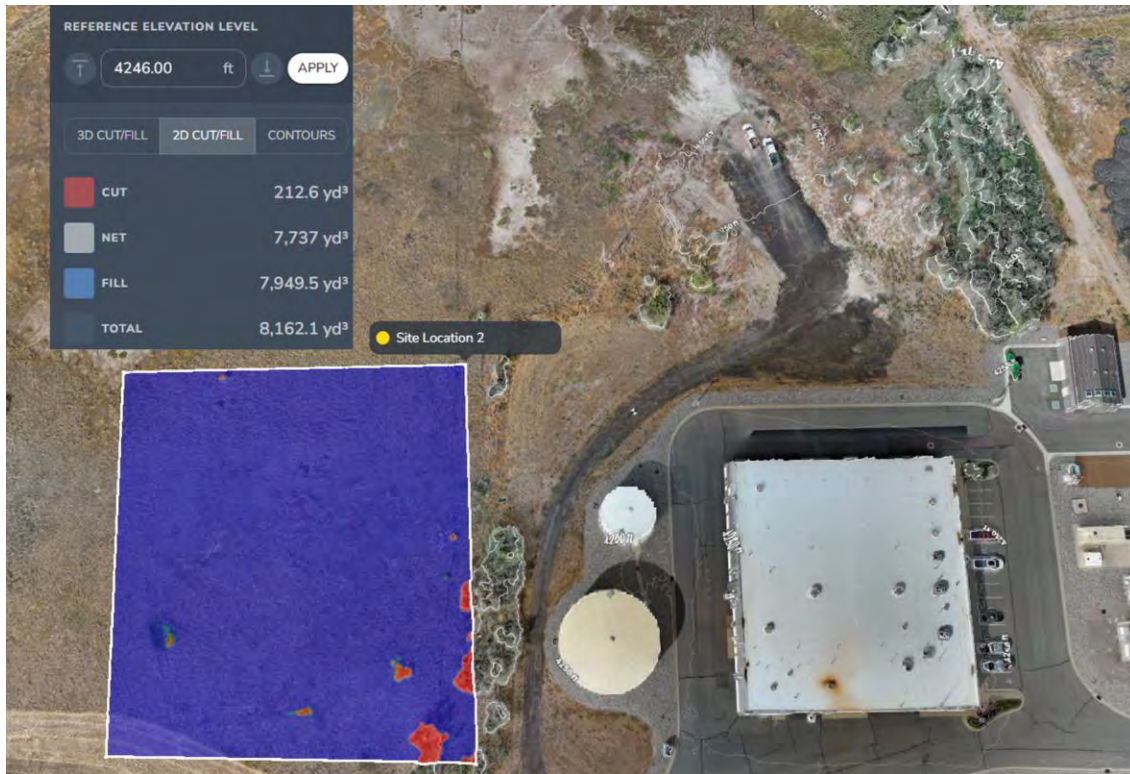 REFERENCE ELEVATION LEVEL
4246.00 ft APPLY
3D CUT/FILL 2D CUT/FILL CONTOURS
CUT 212.6 yd³
NET 7,737 yd³
FILL 7,949.5 yd³
TOTAL 8,162.1 yd³
Site Location 2